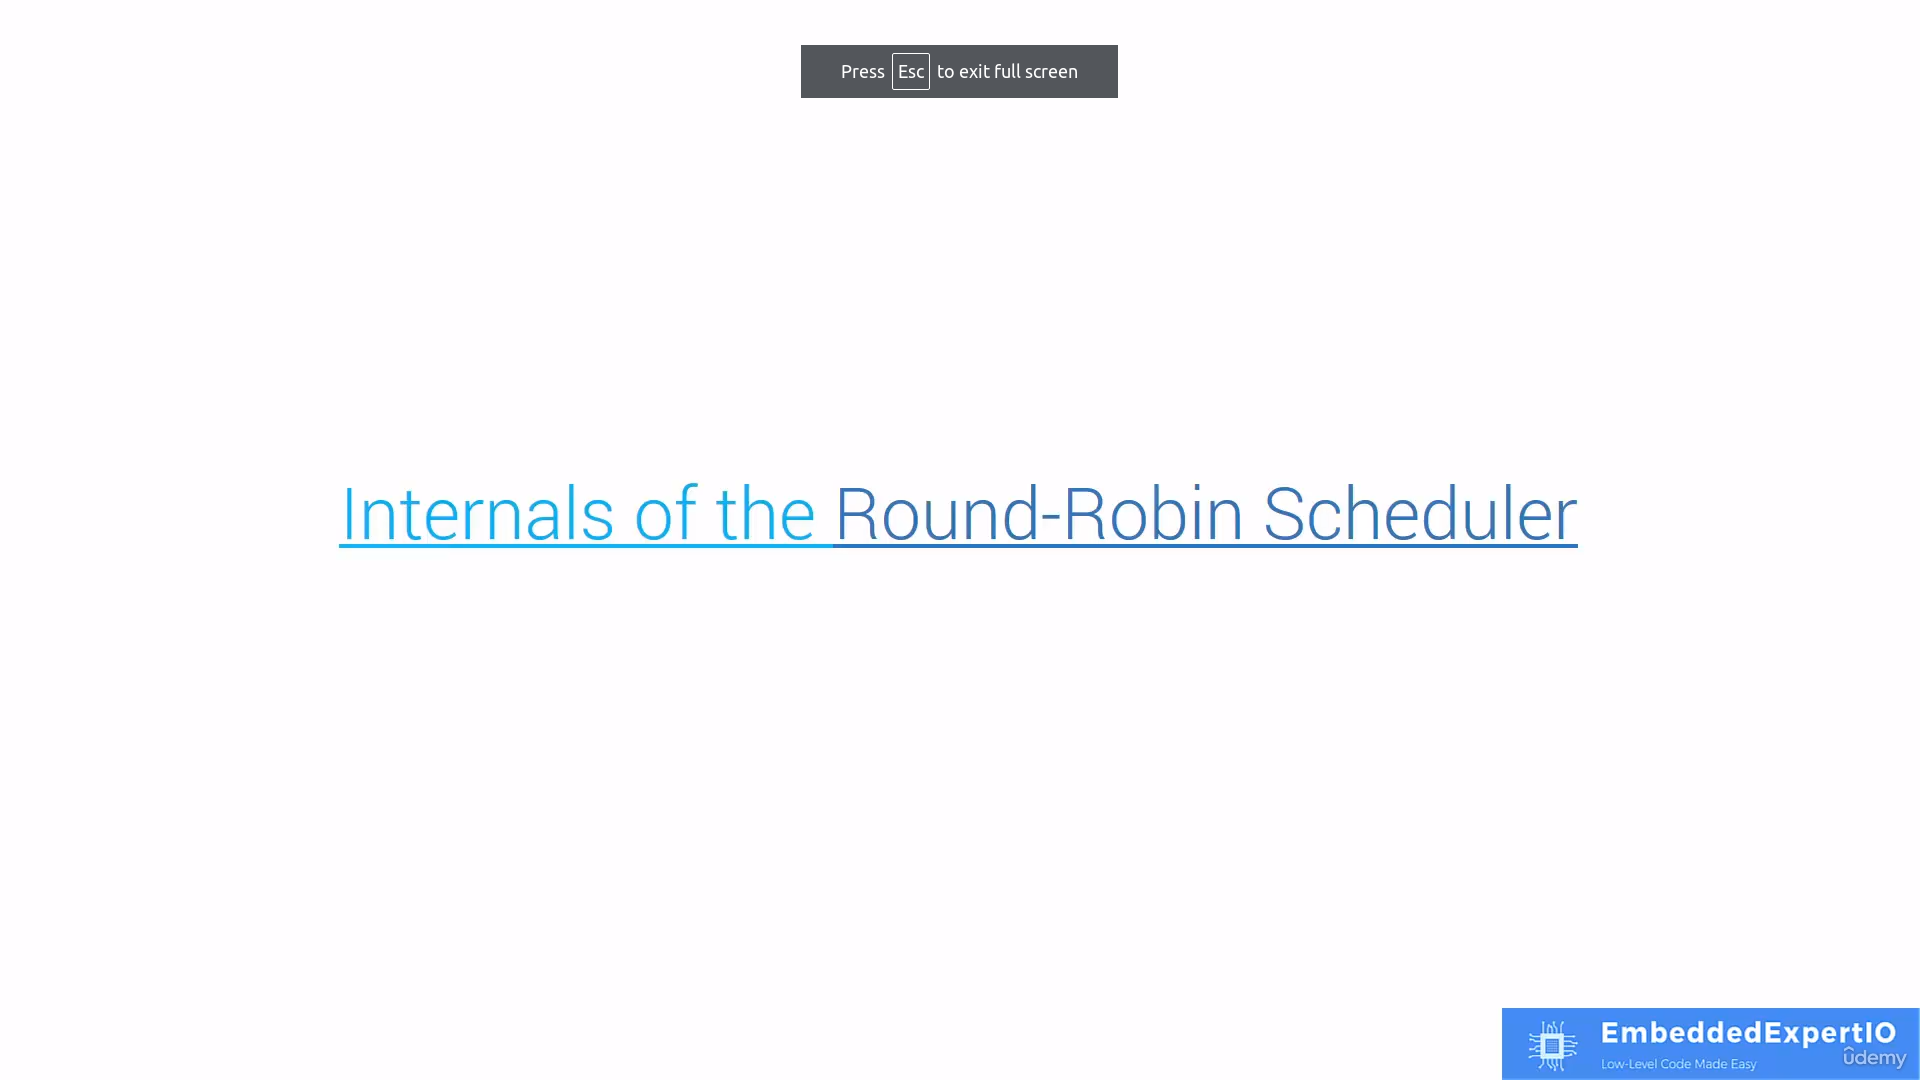 Press Esc to exit full screen
Internals of the Round-Robin Scheduler
EmbeddedExpertIO
Low-Level Code Made Easy
udemy